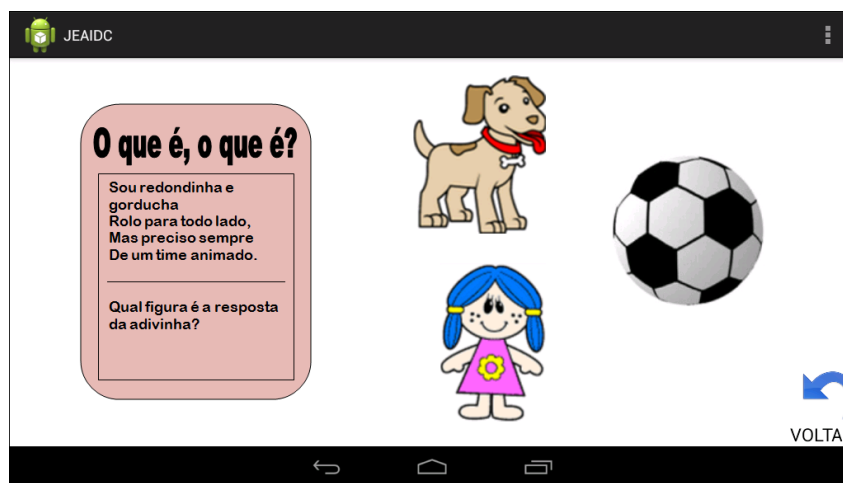 JEAIDC
O que é, o que é?
Sou redondinha e
gorducha
Rolo para todo lado,
Mas preciso sempre
De um time animado.
Qual figura é a resposta
da adivinha?
VOLTA